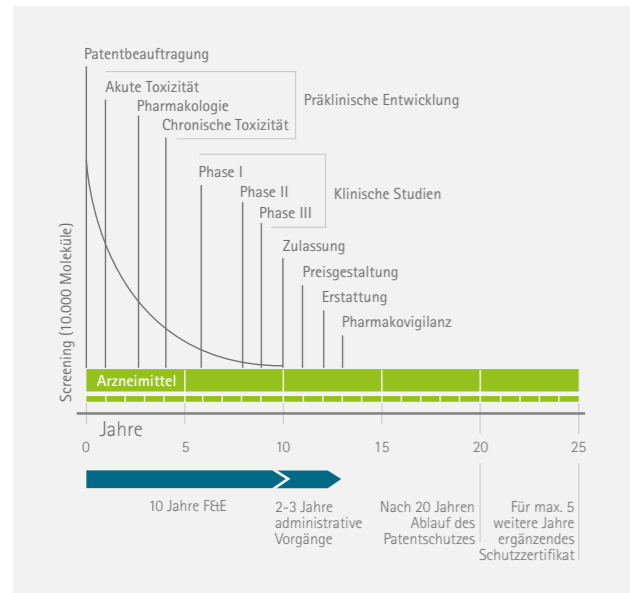 Patentbeauftragung
Akute Toxizität
Pharmakologie
Chronische Toxizität
Präklinische Entwicklung
Phase I
Phase II
Phase III
Klinische Studien
Zulassung
Preisgestaltung
Erstattung
Pharmakovigilanz
Screening (10.000 Moleküle)
Arzneimittel
Jahre
0 5 10 15 20 25
10 Jahre F&E
2-3 Jahre
administrative
Vorgänge
Nach 20 Jahren
Ablauf des
Patentschutzes
Für max. 5
weitere Jahre
ergänzendes
Schutzzertifikat